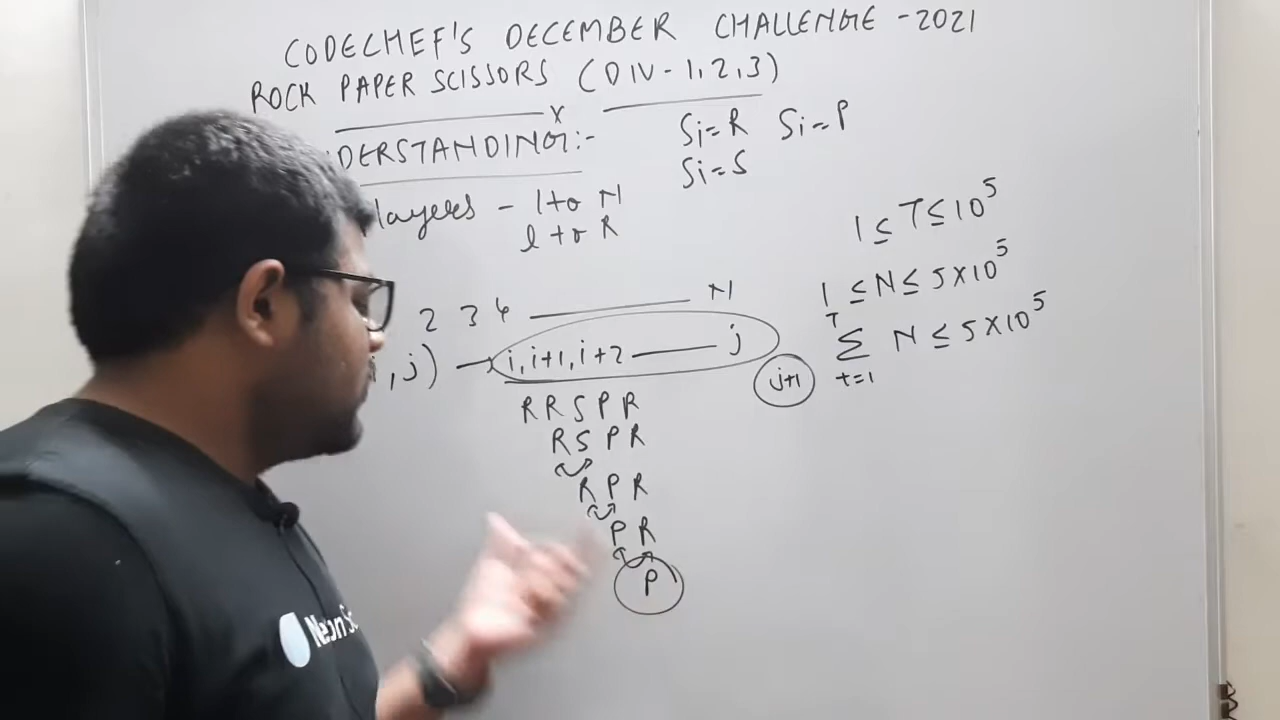 CODECHEF'S DECEMBER CHALLENGE - 2021
ROCK PAPER SCISSORS (DIV - 1, 2, 3)
x
DERSTANDING:-
Si=R Si=P
Si=S
layers - 1 to N
l to R
1 ≤ T ≤ 10^5
2 3 4 N
1 ≤ N ≤ 5×10^5
i, j) → i, i+1, i+2 j
j+1
T
∑ N ≤ 5×10^5
t=1
R R S P R
R S P R
R P R
P R
P